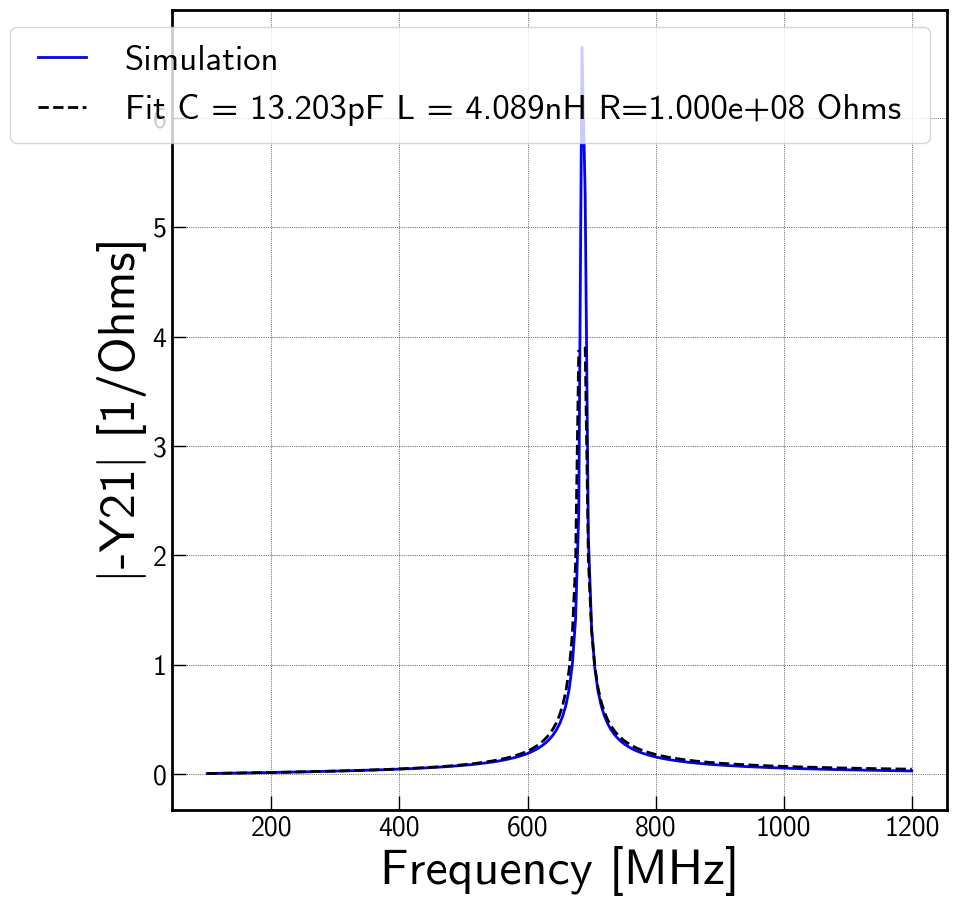 Simulation
Fit C = 13.203pF L = 4.089nH R=1.000e+08 Ohms
6
5
4
3
2
1
0
|-Y21| [1/Ohms]
200 400 600 800 1000 1200
Frequency [MHz]